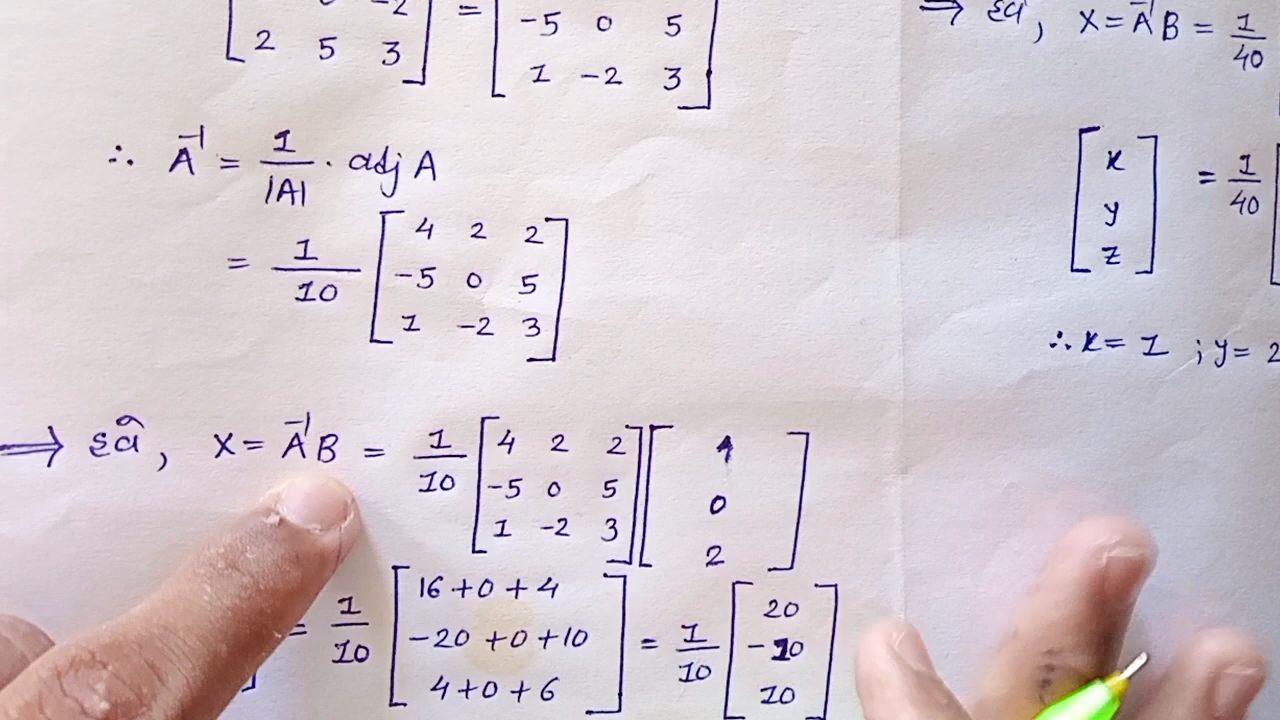 -2 ] = [ -5 0 5
2 5 3 ] 1 -2 3 ]
∴ A⁻¹ = 1/|A| · adj A
= 1/10 [ 4 2 2
-5 0 5
1 -2 3 ]
⇒ X = A⁻¹B = 1/10 [ 4 2 2 ] [ 4
-5 0 5 0
1 -2 3 ] 2 ]
= 1/10 [ 16+0+4
-20+0+10
4+0+6 ] = 1/10 [ 20
-10
10 ]
⇒ , X = A⁻¹B = 1/40
[ x
y
z ] = 1/40 [
∴ x = 1 ; y = 2